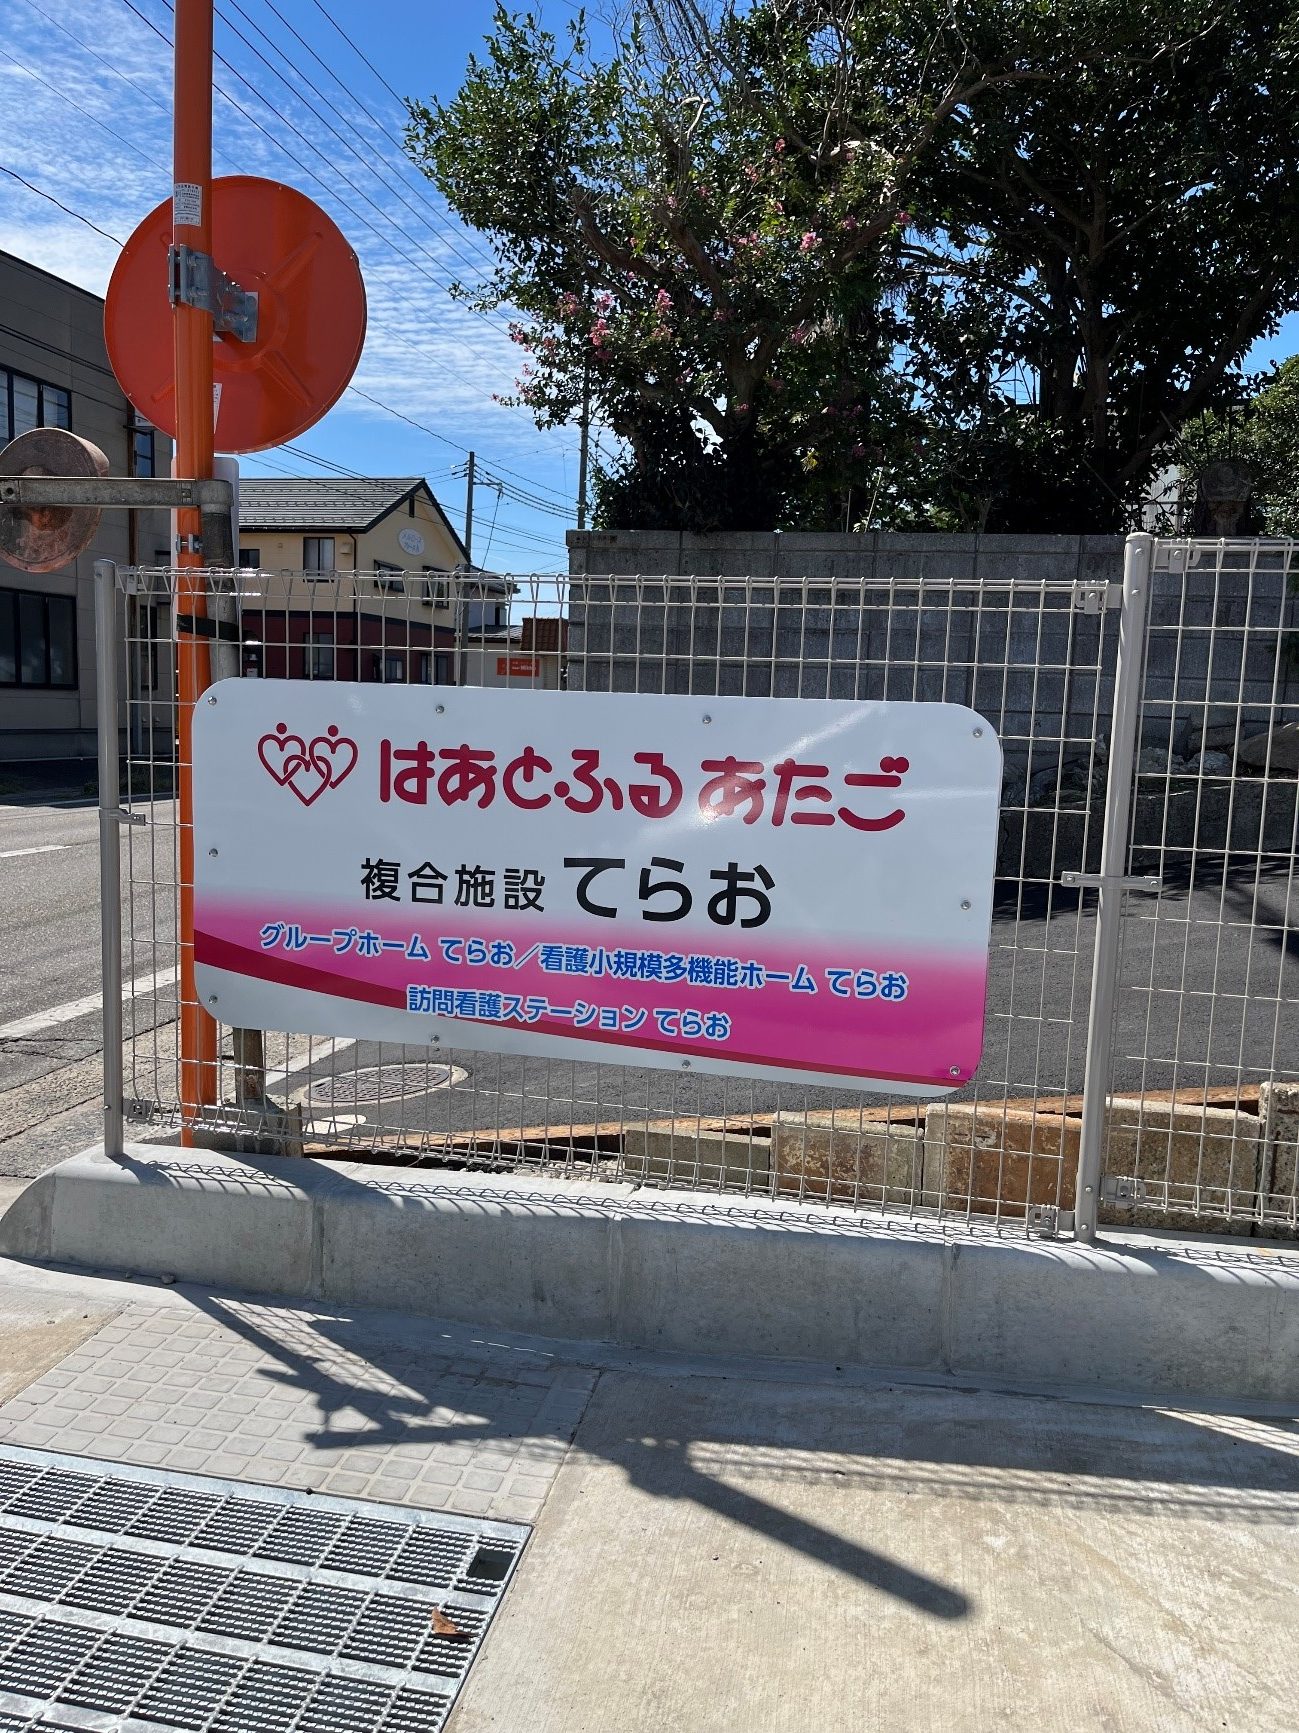 はあとふるあたご
複合施設 てらお
グループホーム てらお／看護小規模多機能ホーム てらお
訪問看護ステーション てらお